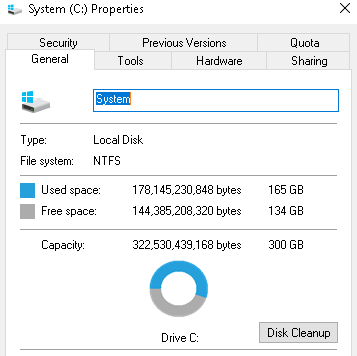 System (C:) Properties
Security Previous Versions Quota
General Tools Hardware Sharing
System
Type: Local Disk
File system: NTFS
Used space: 178,145,230,848 bytes 165 GB
Free space: 144,385,208,320 bytes 134 GB
Capacity: 322,530,439,168 bytes 300 GB
Drive C: Disk Cleanup